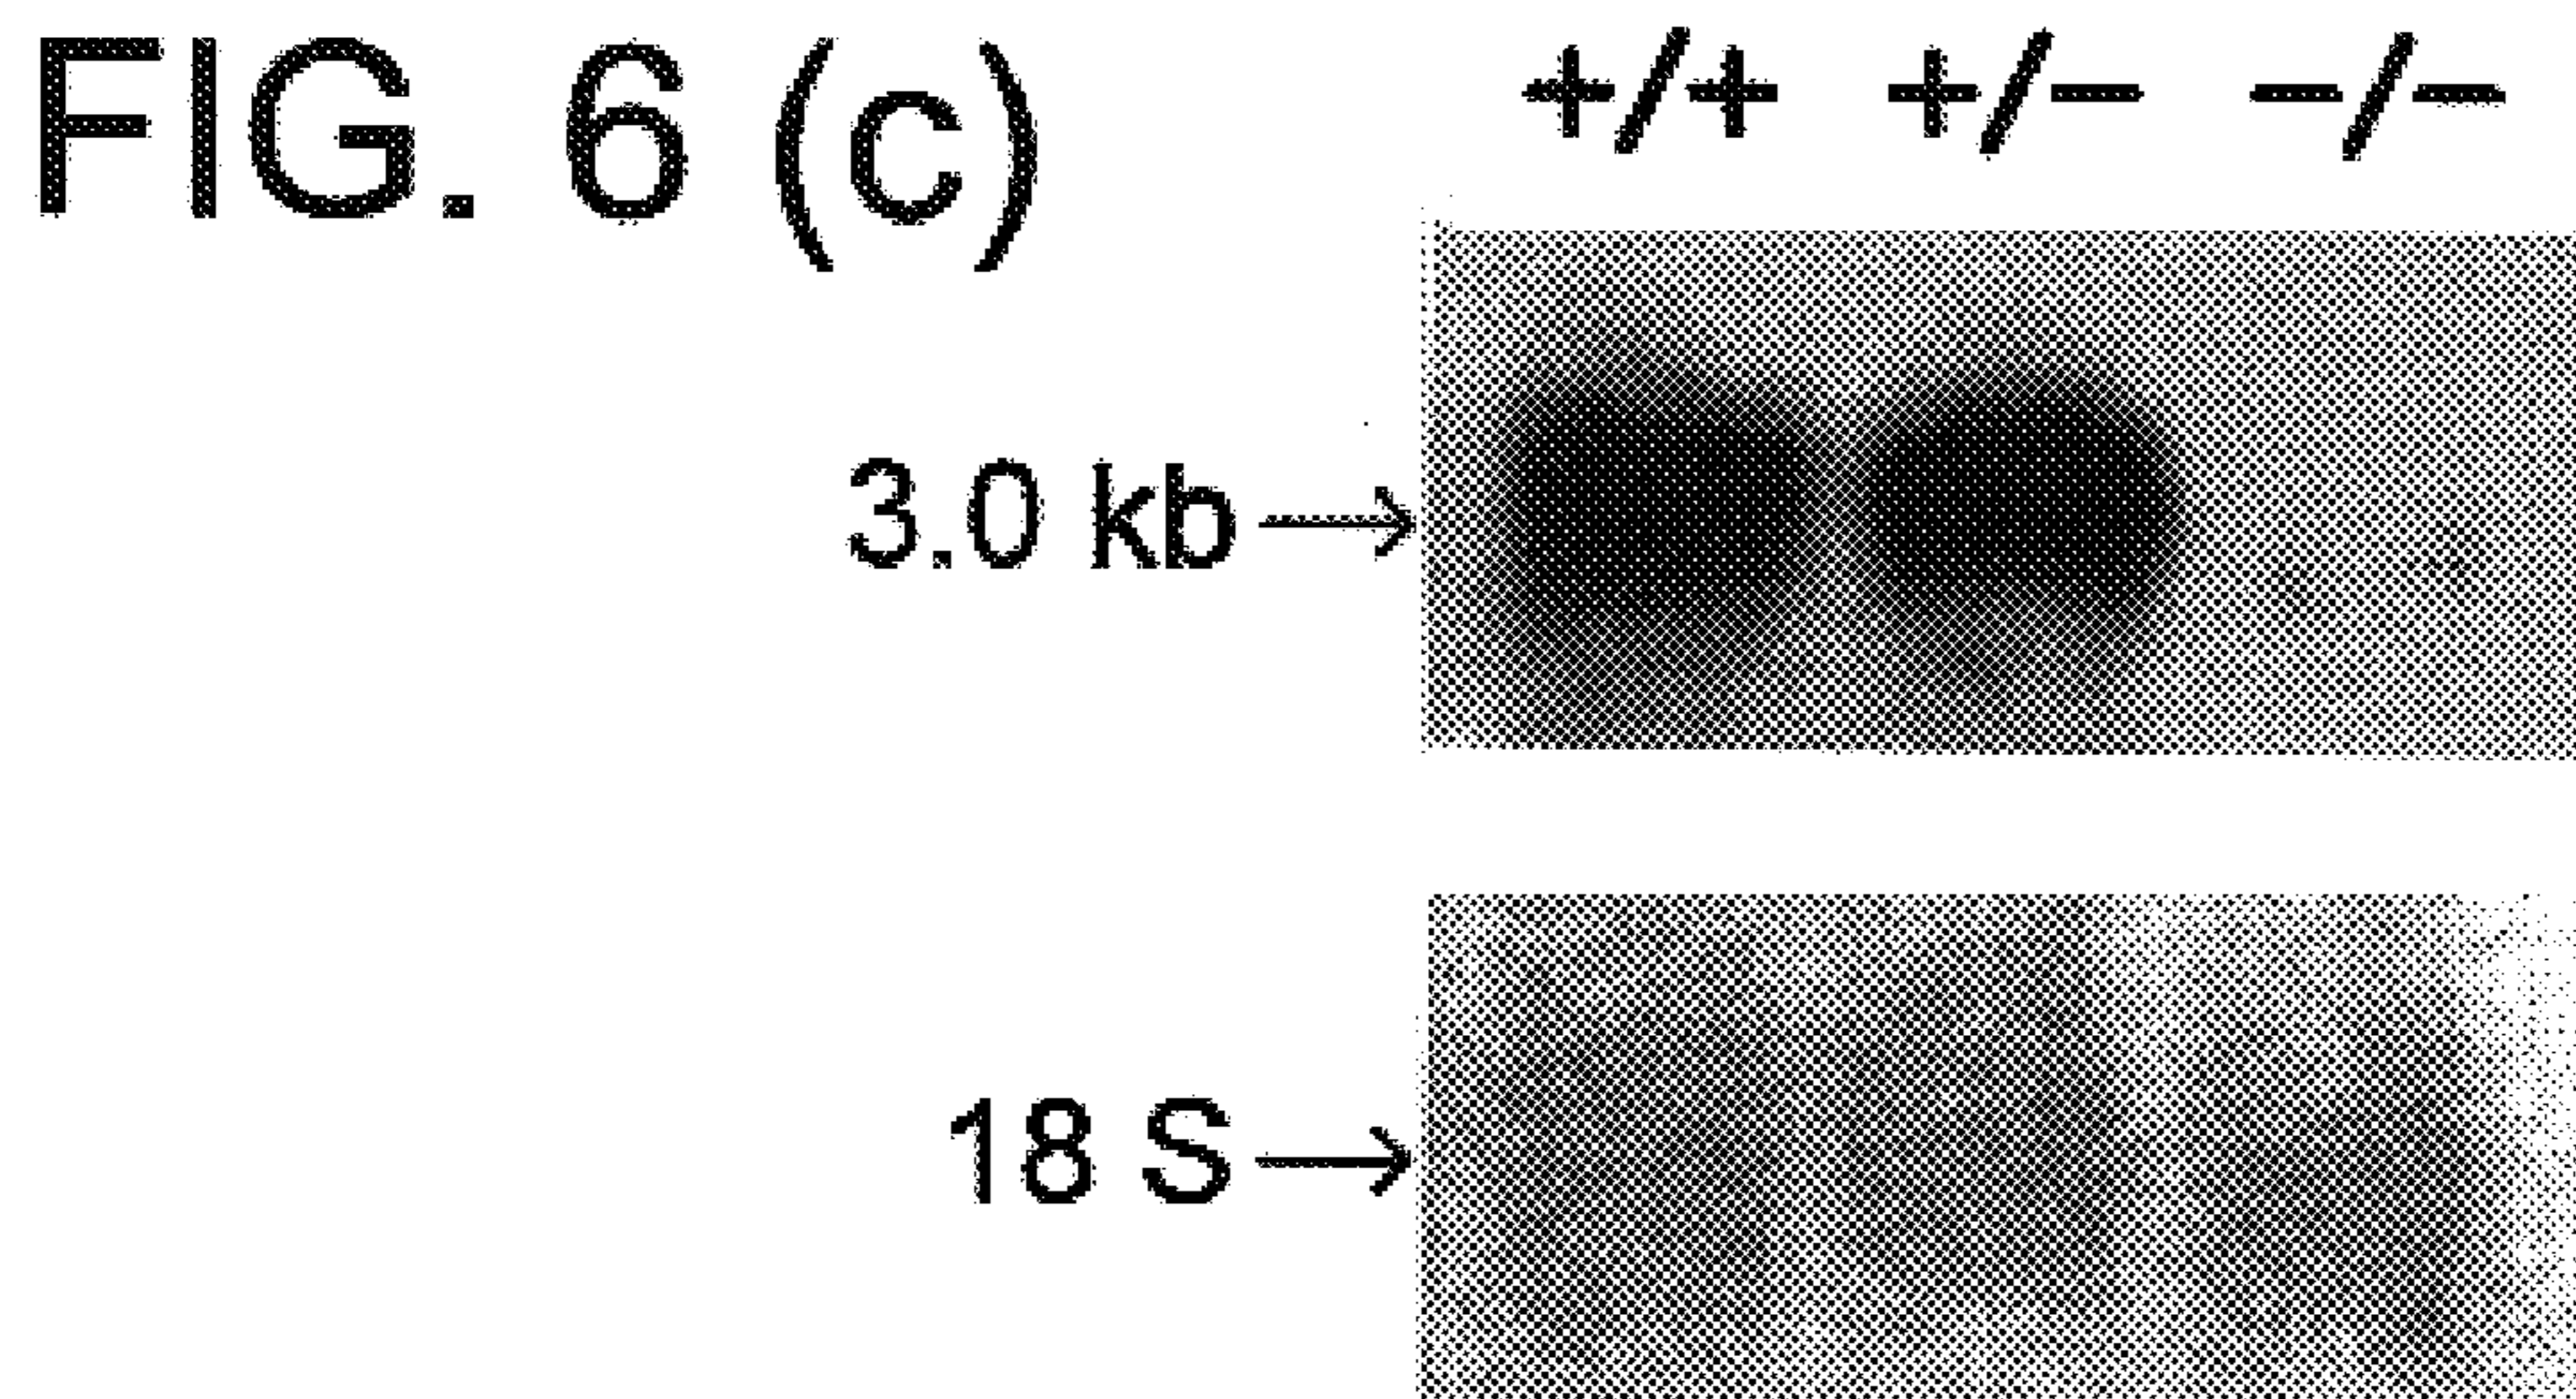 FIG. 6 (c)
+/+ +/− −/−
3.0 kb →
18 S →